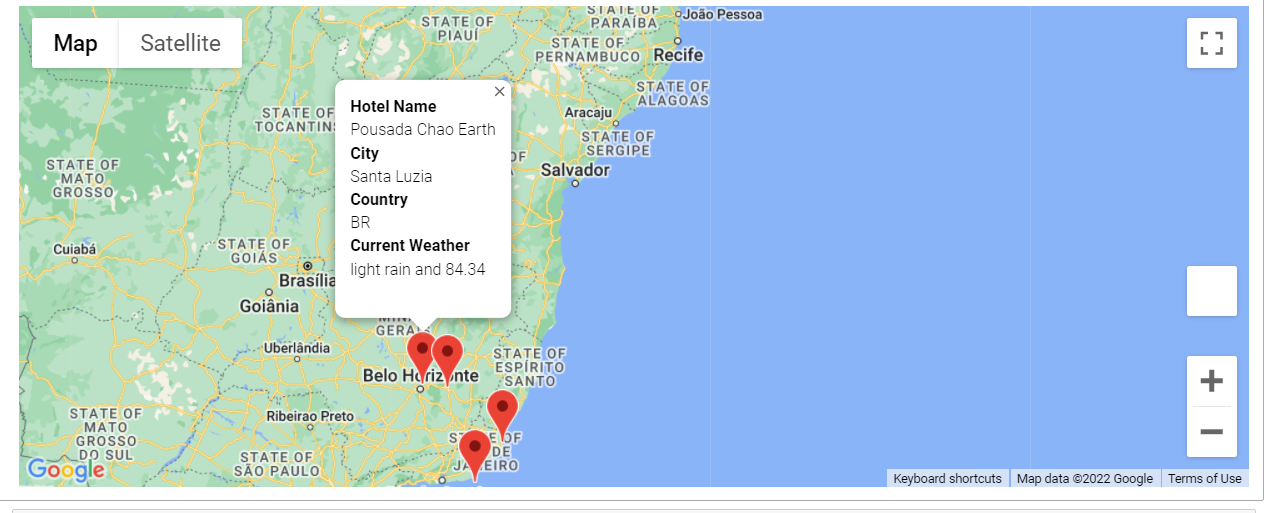 Map Satellite
STATE OF
PARAÍBA
João Pessoa
STATE OF
PIAUÍ
STATE OF
PERNAMBUCO
Recife
STATE OF
ALAGOAS
Aracaju
STATE OF
SERGIPE
Salvador
STATE OF
TOCANTINS
STATE OF
MATO
GROSSO
Hotel Name
Pousada Chao Earth
City
Santa Luzia
Country
BR
Current Weather
light rain and 84.34
Cuiabá
STATE OF
GOIÁS
Brasília
Goiânia
MINAS
GERAIS
Uberlândia
Belo Horizonte
STATE OF
ESPÍRITO
SANTO
STATE OF
MATO
GROSSO
DO SUL
Ribeirao Preto
STATE OF
SÃO PAULO
STATE OF
DE
JANEIRO
Google
Keyboard shortcuts Map data ©2022 Google Terms of Use